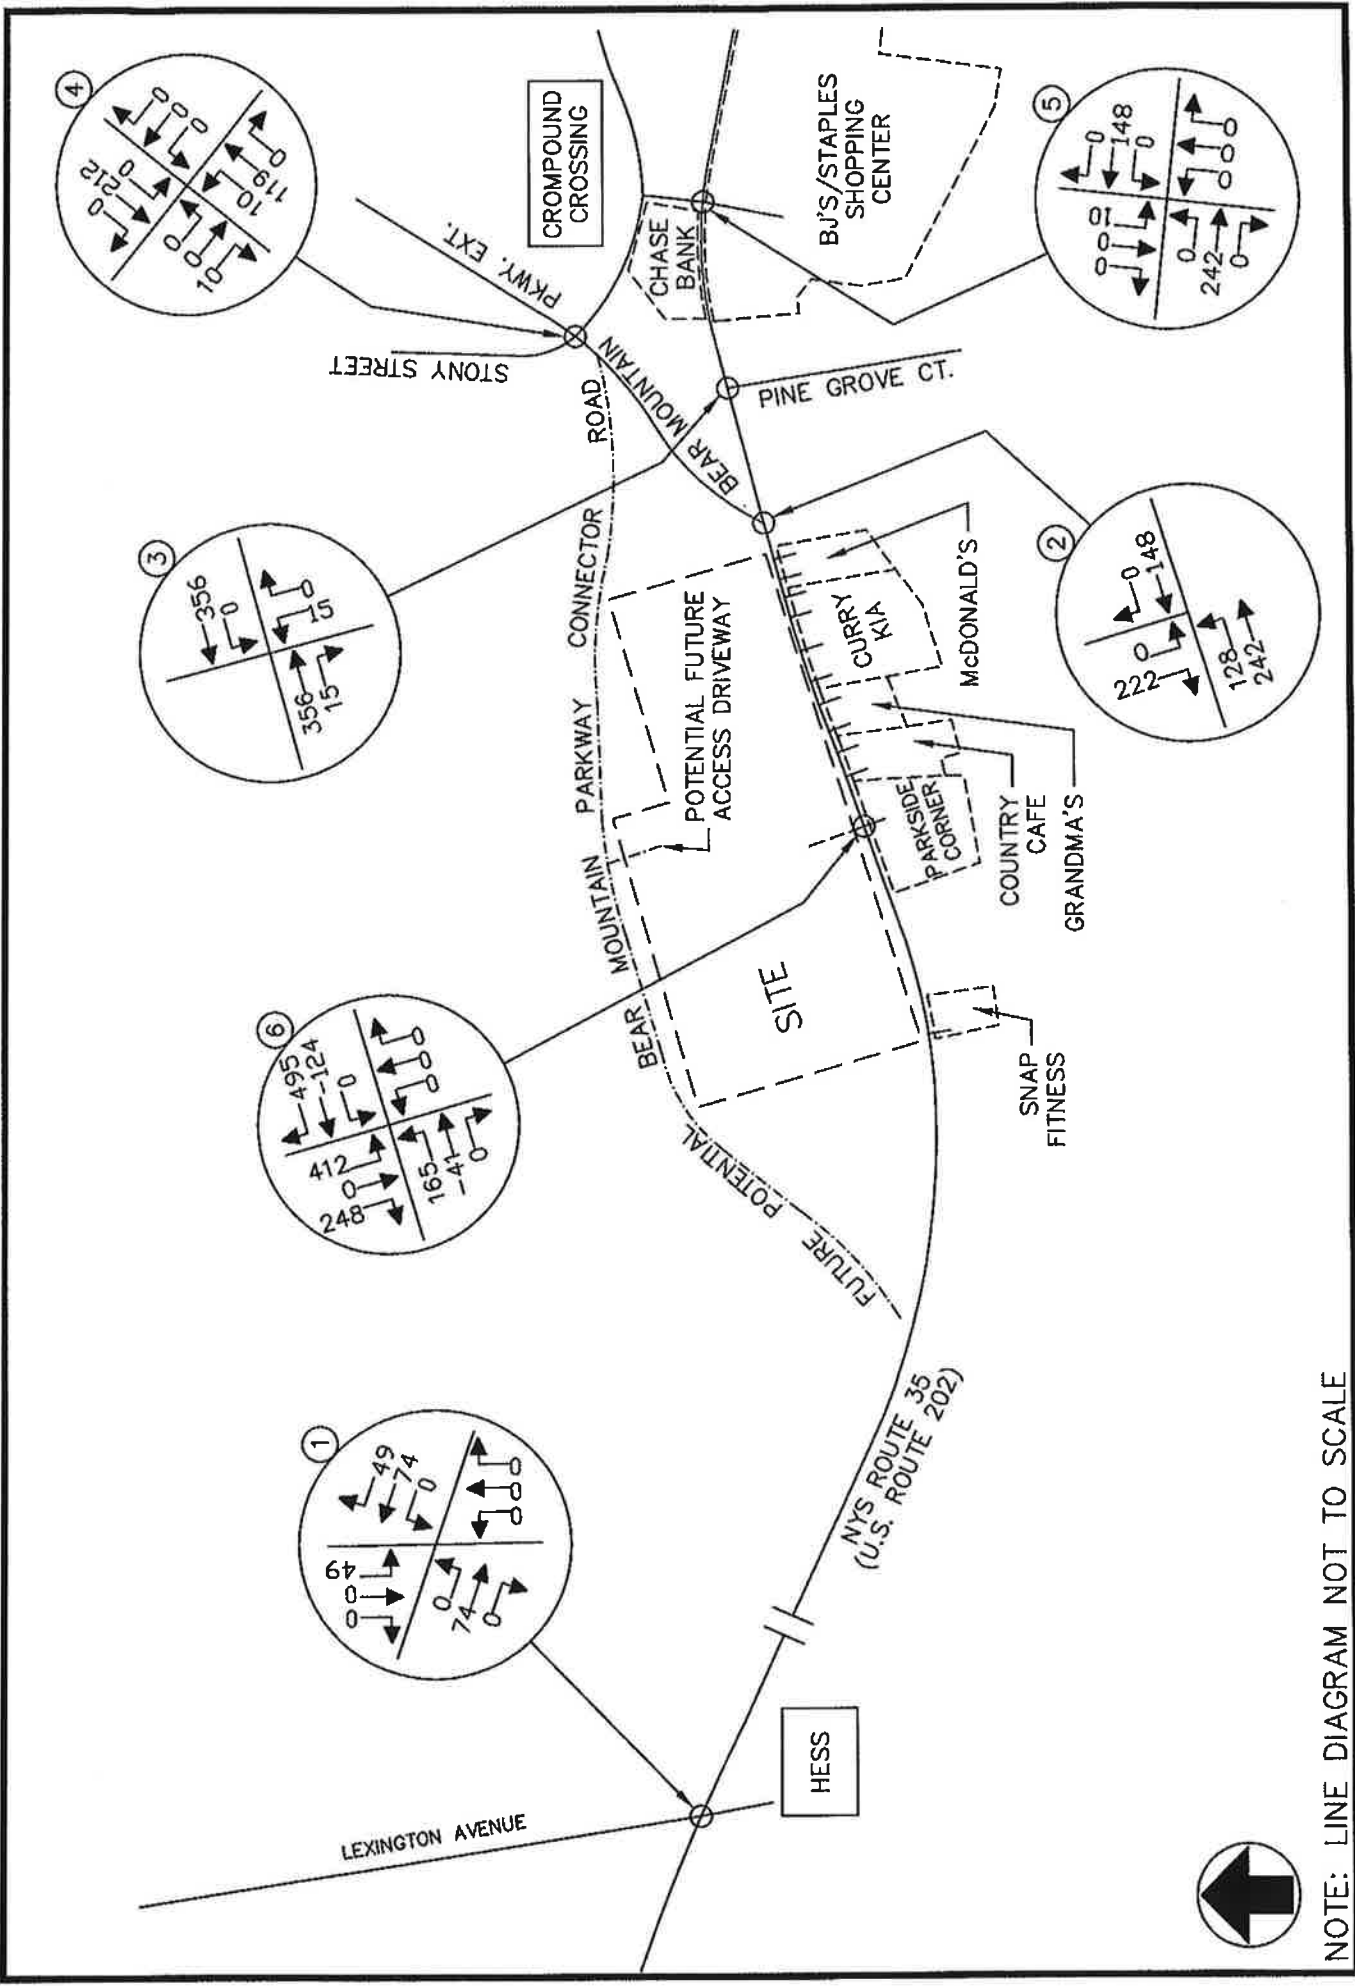 4
0
212
0
0
0
0
0
0
10
10
119
0
CROMPOUND
CROSSING
PKWY. EXT.
STONY STREET
CHASE
BANK
BJ'S/STAPLES
SHOPPING
CENTER
5
0
148
0
10
0
0
0
242
0
0
0
0
3
356
0
356
15
15
0
ROAD
BEAR MOUNTAIN
PINE GROVE CT.
2
0
148
0
222
128
242
BEAR MOUNTAIN PARKWAY CONNECTOR
POTENTIAL FUTURE
ACCESS DRIVEWAY
CURRY
KIA
McDONALD'S
PARKSIDE
CORNER
COUNTRY
CAFE
GRANDMA'S
6
495
-124
0
412
0
248
165
-41
0
0
0
0
SITE
SNAP
FITNESS
FUTURE POTENTIAL
1
49
74
0
49
0
0
0
74
0
0
0
0
NYS ROUTE 35
(U.S. ROUTE 202)
LEXINGTON AVENUE
HESS
NOTE: LINE DIAGRAM NOT TO SCALE